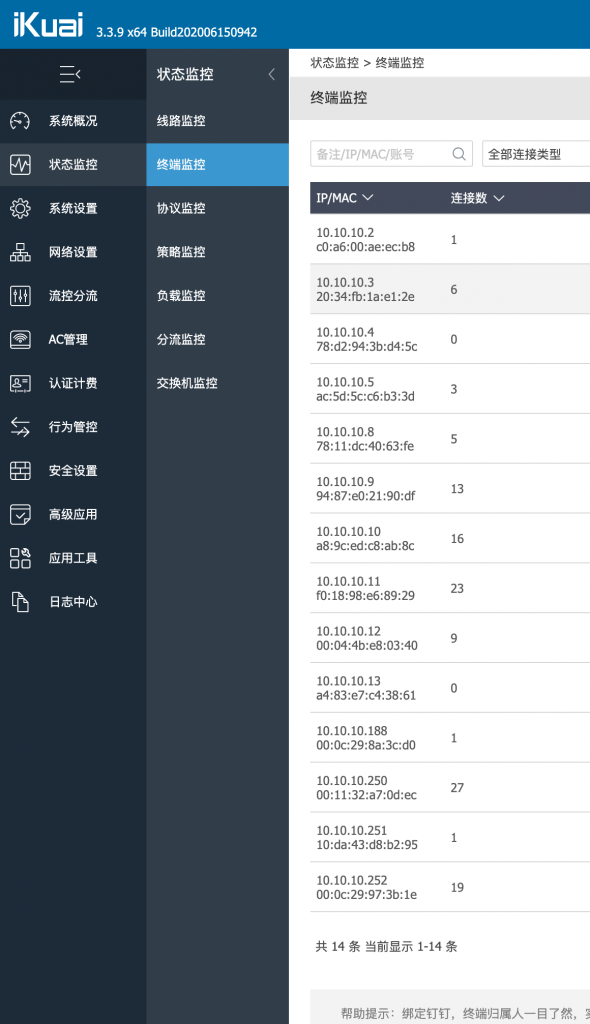 iKuai 3.3.9 x64 Build202006150942
系统概况
状态监控
系统设置
网络设置
流控分流
AC管理
认证计费
行为管控
安全设置
高级应用
应用工具
日志中心
状态监控
线路监控
终端监控
协议监控
策略监控
负载监控
分流监控
交换机监控
状态监控 > 终端监控
终端监控
备注/IP/MAC/账号 全部连接类型
IP/MAC 连接数
10.10.10.2
c0:a6:00:ae:ec:b8 1
10.10.10.3
20:34:fb:1a:e1:2e 6
10.10.10.4
78:d2:94:3b:d4:5c 0
10.10.10.5
ac:5d:5c:c6:b3:3d 3
10.10.10.8
78:11:dc:40:63:fe 5
10.10.10.9
94:87:e0:21:90:df 13
10.10.10.10
a8:9c:ed:c8:ab:8c 16
10.10.10.11
f0:18:98:e6:89:29 23
10.10.10.12
00:04:4b:e8:03:40 9
10.10.10.13
a4:83:e7:c4:38:61 0
10.10.10.188
00:0c:29:8a:3c:d0 1
10.10.10.250
00:11:32:a7:0d:ec 27
10.10.10.251
10:da:43:d8:b2:95 1
10.10.10.252
00:0c:29:97:3b:1e 19
共 14 条 当前显示 1-14 条
帮助提示：绑定钉钉，终端归属人一目了然，